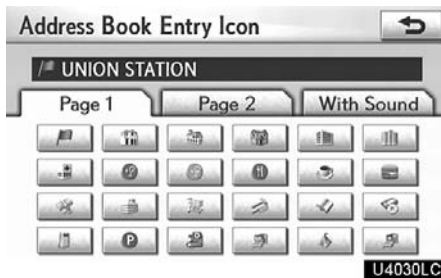 Address Book Entry Icon
UNION STATION
Page 1 Page 2 With Sound
P
U4030LC